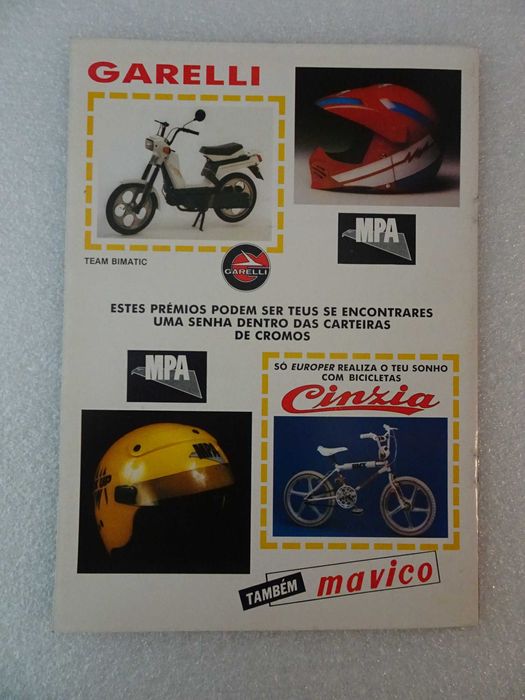 GARELLI
MPA
TEAM BIMATIC
GARELLI
ESTES PRÉMIOS PODEM SER TEUS SE ENCONTRARES
UMA SENHA DENTRO DAS CARTEIRAS
DE CROMOS
MPA
SÓ EUROPER REALIZA O TEU SONHO
COM BICICLETAS
Cinzia
MPA
TAMBÉM mavico